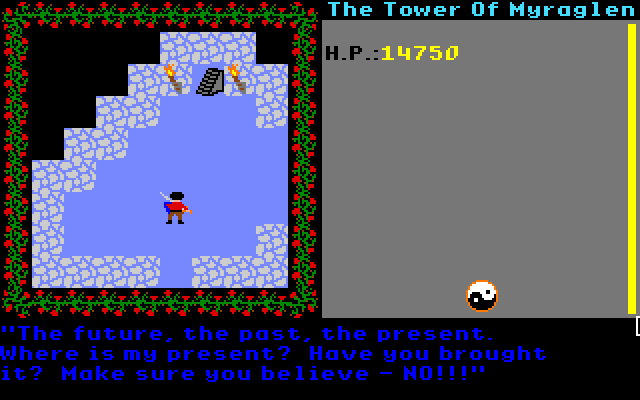 The Tower Of Myraglen
H.P.:14750
"The future, the past, the present.
Where is my present? Have you brought
it? Make sure you believe - NO!!!"